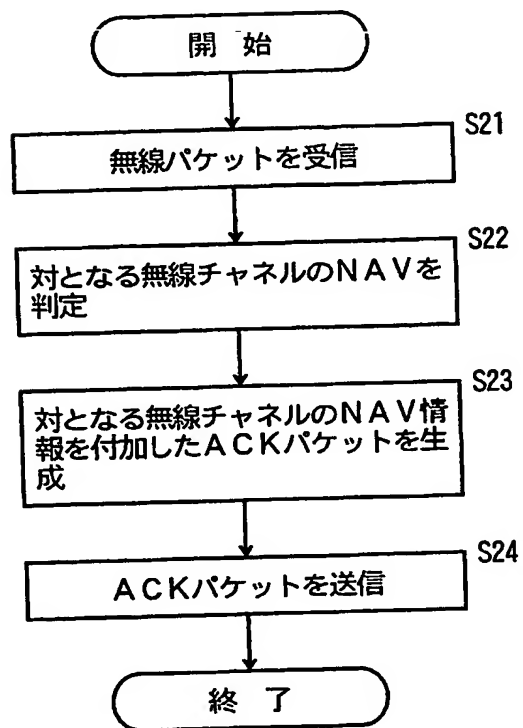 開 始
S21
無線パケットを受信
S22
対となる無線チャネルのNAVを
判定
S23
対となる無線チャネルのNAV情
報を付加したACKパケットを生
成
S24
ACKパケットを送信
終 了